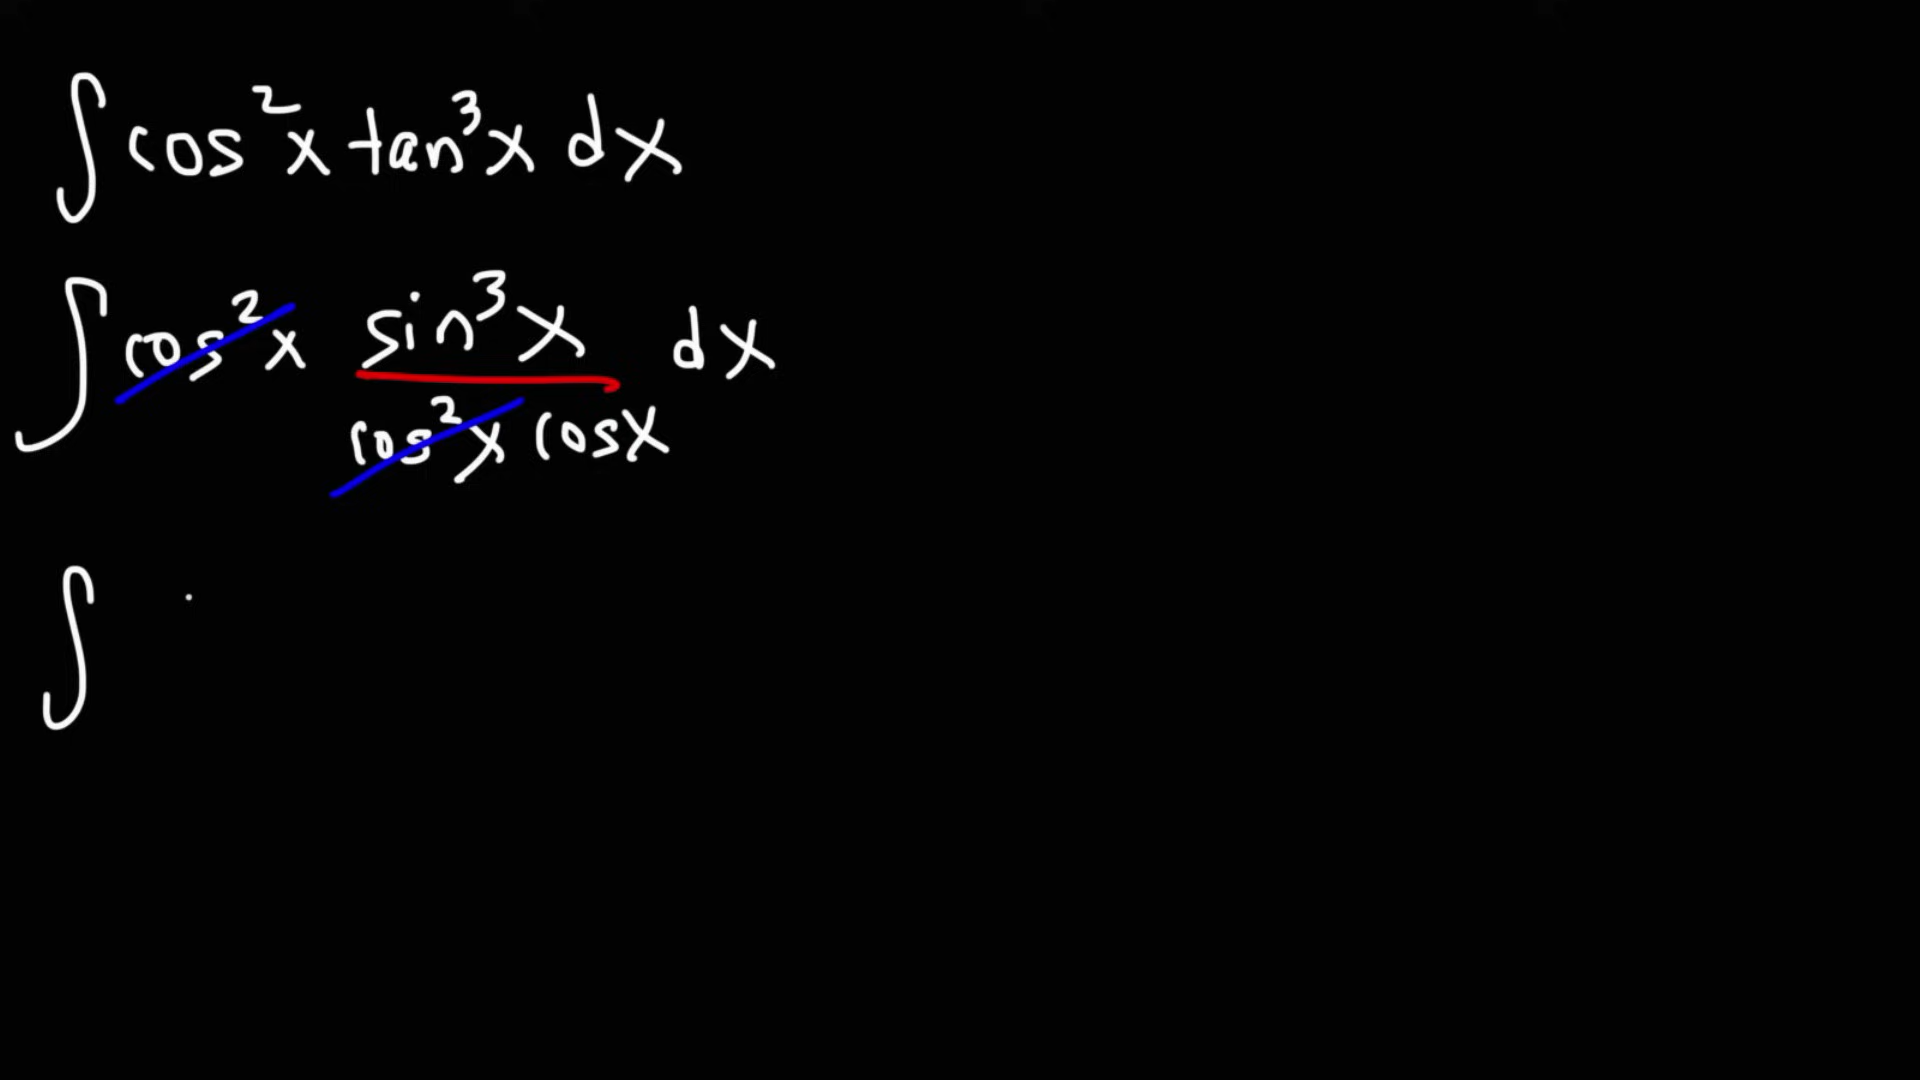 ∫ cos²x tan³x dx
∫ cos²x sin³x / cos²x cosx dx
∫